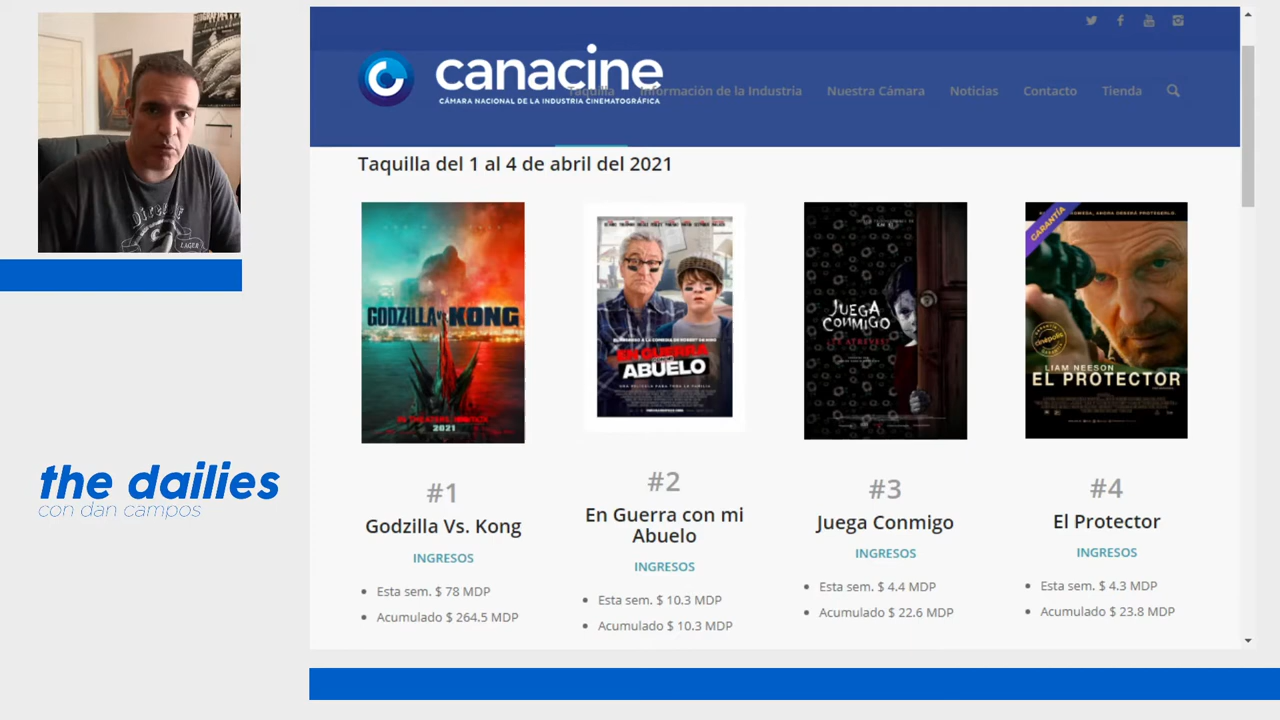 canacine
CÁMARA NACIONAL DE LA INDUSTRIA CINEMATOGRÁFICA
Taquilla
Información de la Industria
Nuestra Cámara
Noticias
Contacto
Tienda
Taquilla del 1 al 4 de abril del 2021
GODZILLA VS. KONG
2021
EN GUERRA
ABUELO
JUEGA
CONMIGO
GARANTÍA
cinépolis
LIAM NEESON
EL PROTECTOR
#1
Godzilla Vs. Kong
INGRESOS
Esta sem. $ 78 MDP
Acumulado $ 264.5 MDP
#2
En Guerra con mi
Abuelo
INGRESOS
Esta sem. $ 10.3 MDP
Acumulado $ 10.3 MDP
#3
Juega Conmigo
INGRESOS
Esta sem. $ 4.4 MDP
Acumulado $ 22.6 MDP
#4
El Protector
INGRESOS
Esta sem. $ 4.3 MDP
Acumulado $ 23.8 MDP
the dailies
con dan campos